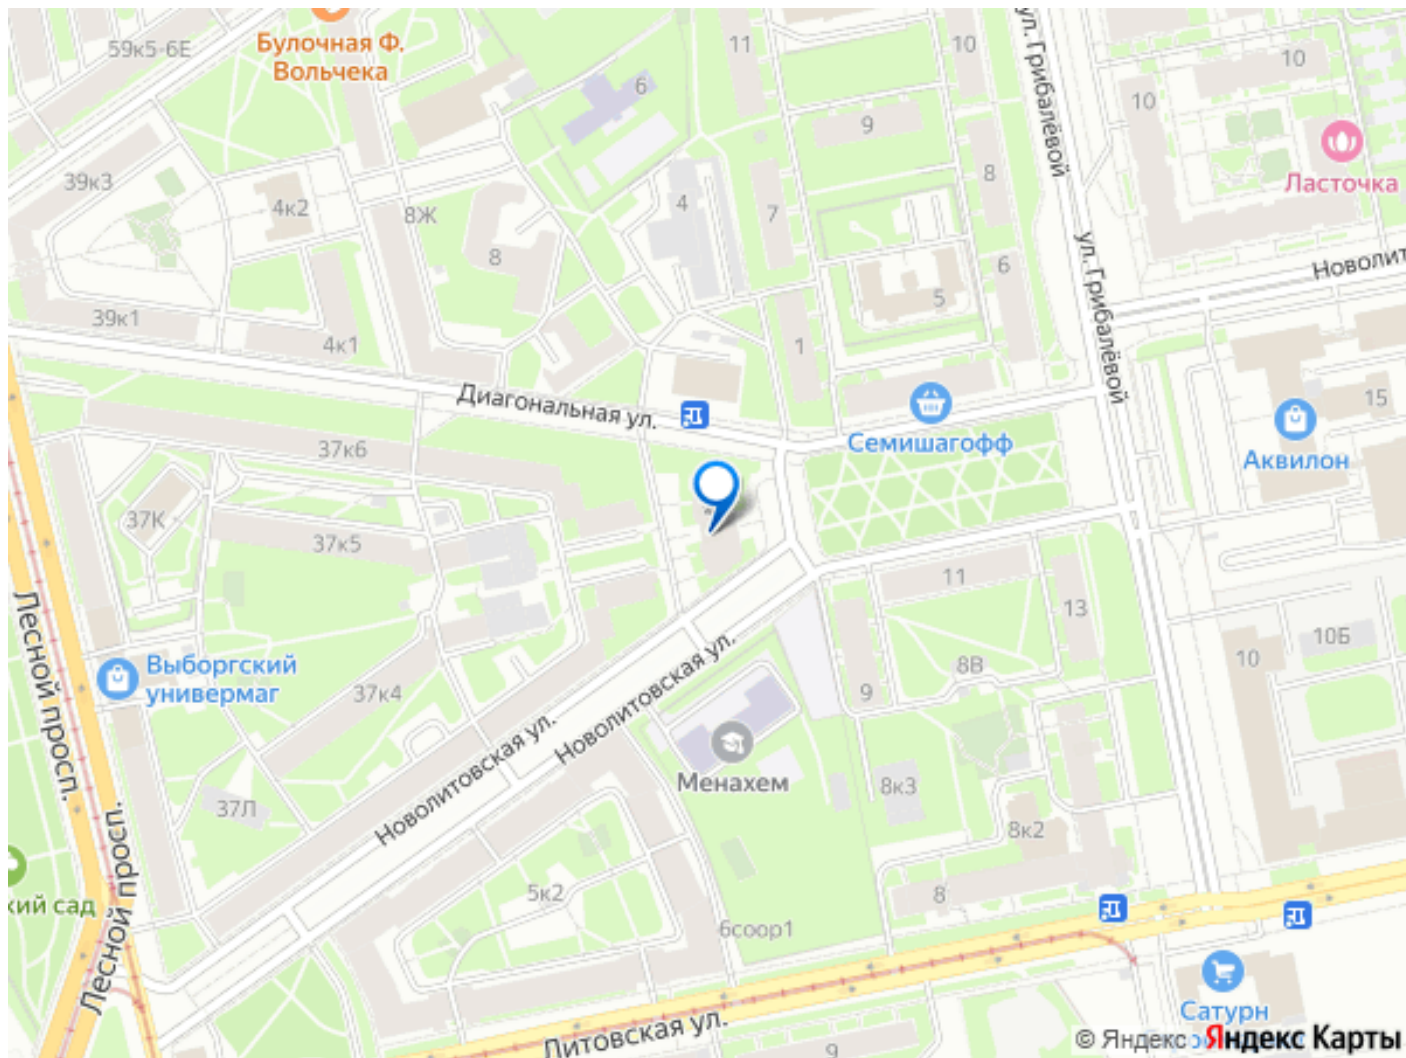 59к5-6Е
Булочная Ф.
Вольчека
11
10
ул. Грибалёвой
10
10
6
9
Ласточка
39к3
4к2
8Ж
4
7
8
8
ул. Грибалёвой
6
Новолит
5
39к1
4к1
1
Диагональная ул.
Семишагофф
15
Аквилон
37к6
37К
37к5
11
13
10Б
Лесной просп.
Выборгский
универмаг
37к4
Новолитовская ул.
Новолитовская ул.
9
8В
10
Менахем
8к3
37Л
8к2
Лесной просп.
кий сад
5к2
8
6соор1
Литовская ул.
Сатурн
9
© Яндекс
Яндекс Карты